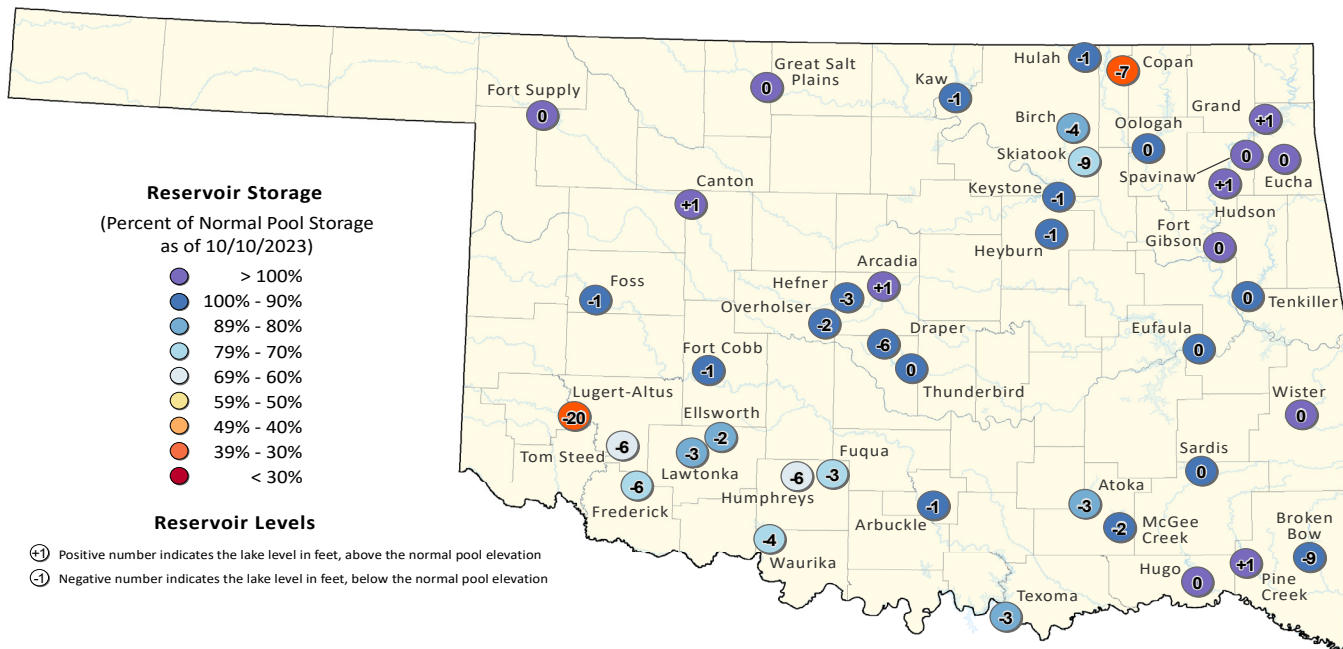 Hulah
-1
-7
Copan
Great Salt
Plains
0
Kaw
-1
Fort Supply
0
Grand
+1
Birch
-4
Oologah
0
Skiatook
-9
Spavinaw
0
0
Eucha
Canton
+1
Keystone
-1
+1
Hudson
Heyburn
-1
Fort
Gibson
0
Reservoir Storage
(Percent of Normal Pool Storage
as of 10/10/2023)
> 100%
100% - 90%
89% - 80%
79% - 70%
69% - 60%
59% - 50%
49% - 40%
39% - 30%
< 30%
Foss
-1
Hefner
-3
Arcadia
+1
Overholser
-2
0
Tenkiller
Draper
-6
Eufaula
0
Fort Cobb
-1
0
Thunderbird
Lugert-Altus
-20
Wister
0
Ellsworth
-2
Tom Steed
-6
-3
Lawtonka
Fuqua
-3
-6
Humphreys
Sardis
0
-6
Frederick
Arbuckle
-1
Atoka
-3
-2
McGee
Creek
Broken
Bow
-9
-4
Waurika
Hugo
0
+1
Pine
Creek
Texoma
-3
Reservoir Levels
+1 Positive number indicates the lake level in feet, above the normal pool elevation
-1 Negative number indicates the lake level in feet, below the normal pool elevation